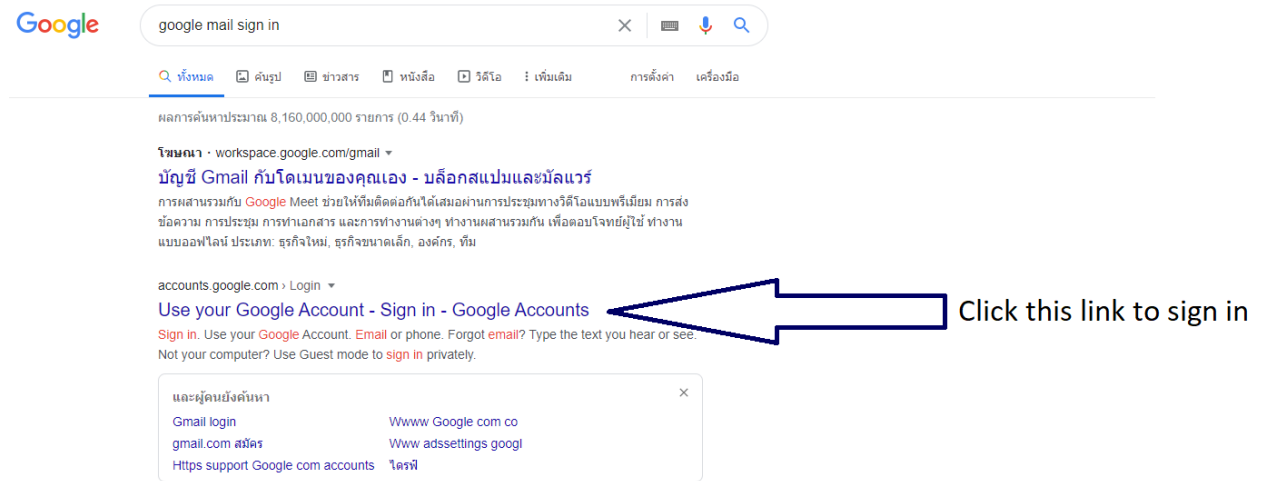 Google
google mail sign in
ทั้งหมด ค้นรูป ข่าวสาร หนังสือ วิดีโอ เพิ่มเติม การตั้งค่า เครื่องมือ
ผลการค้นหาประมาณ 8,160,000,000 รายการ (0.44 วินาที)
โฆษณา · workspace.google.com/gmail
บัญชี Gmail กับโดเมนของคุณเอง - บล็อกสแปมและมัลแวร์
การผสานรวมกับ Google Meet ช่วยให้ทีมติดต่อกันได้เสมอผ่านการประชุมทางวิดีโอแบบพรีเมียม การส่ง
ข้อความ การประชุม การทำเอกสาร และการทำงานต่างๆ ทำงานผสานรวมกัน เพื่อตอบโจทย์ผู้ใช้ ทำงาน
แบบออฟไลน์ ประเภท: ธุรกิจใหม่, ธุรกิจขนาดเล็ก, องค์กร, ทีม
accounts.google.com › Login
Use your Google Account - Sign in - Google Accounts
Click this link to sign in
Sign in. Use your Google Account. Email or phone. Forgot email? Type the text you hear or see.
Not your computer? Use Guest mode to sign in privately.
และผู้คนยังค้นหา
Gmail login Wwww Google com co
gmail.com สมัคร Www adssettings googl
Https support Google com accounts ไดรฟ์